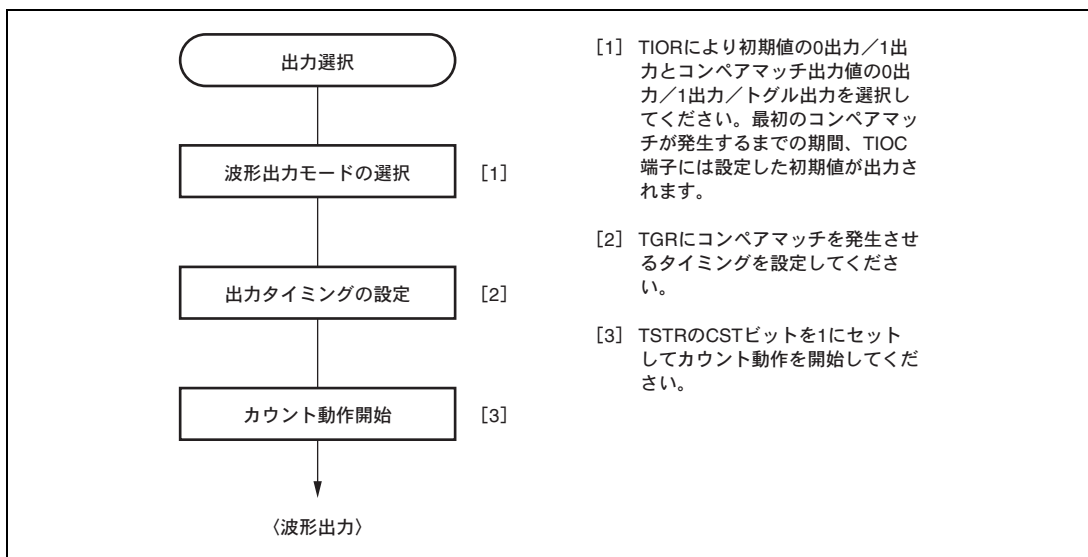 出力選択
波形出力モードの選択 [1]
出力タイミングの設定 [2]
カウント動作開始 [3]
〈波形出力〉
[1] TIORにより初期値の0出力／1出
力とコンペアマッチ出力値の0出
力／1出力／トグル出力を選択し
てください。最初のコンペアマッ
チが発生するまでの期間、TIOC
端子には設定した初期値が出力さ
れます。
[2] TGRにコンペアマッチを発生させ
るタイミングを設定してくださ
い。
[3] TSTRのCSTビットを1にセット
してカウント動作を開始してくだ
さい。